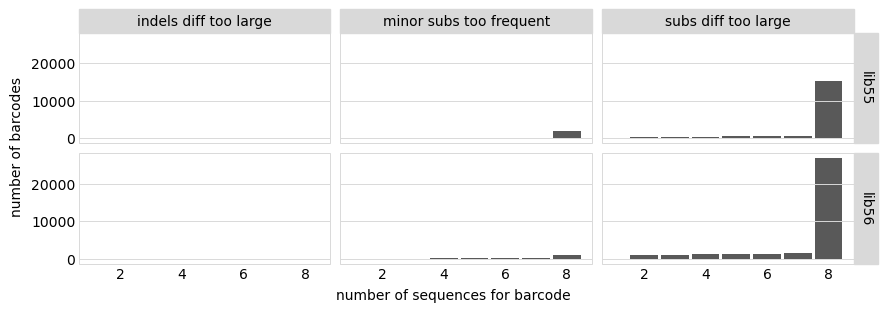 indels diff too large
minor subs too frequent
subs diff too large
number of barcodes
20000
10000
0
lib55
20000
10000
0
lib56
2 4 6 8
2 4 6 8
2 4 6 8
number of sequences for barcode